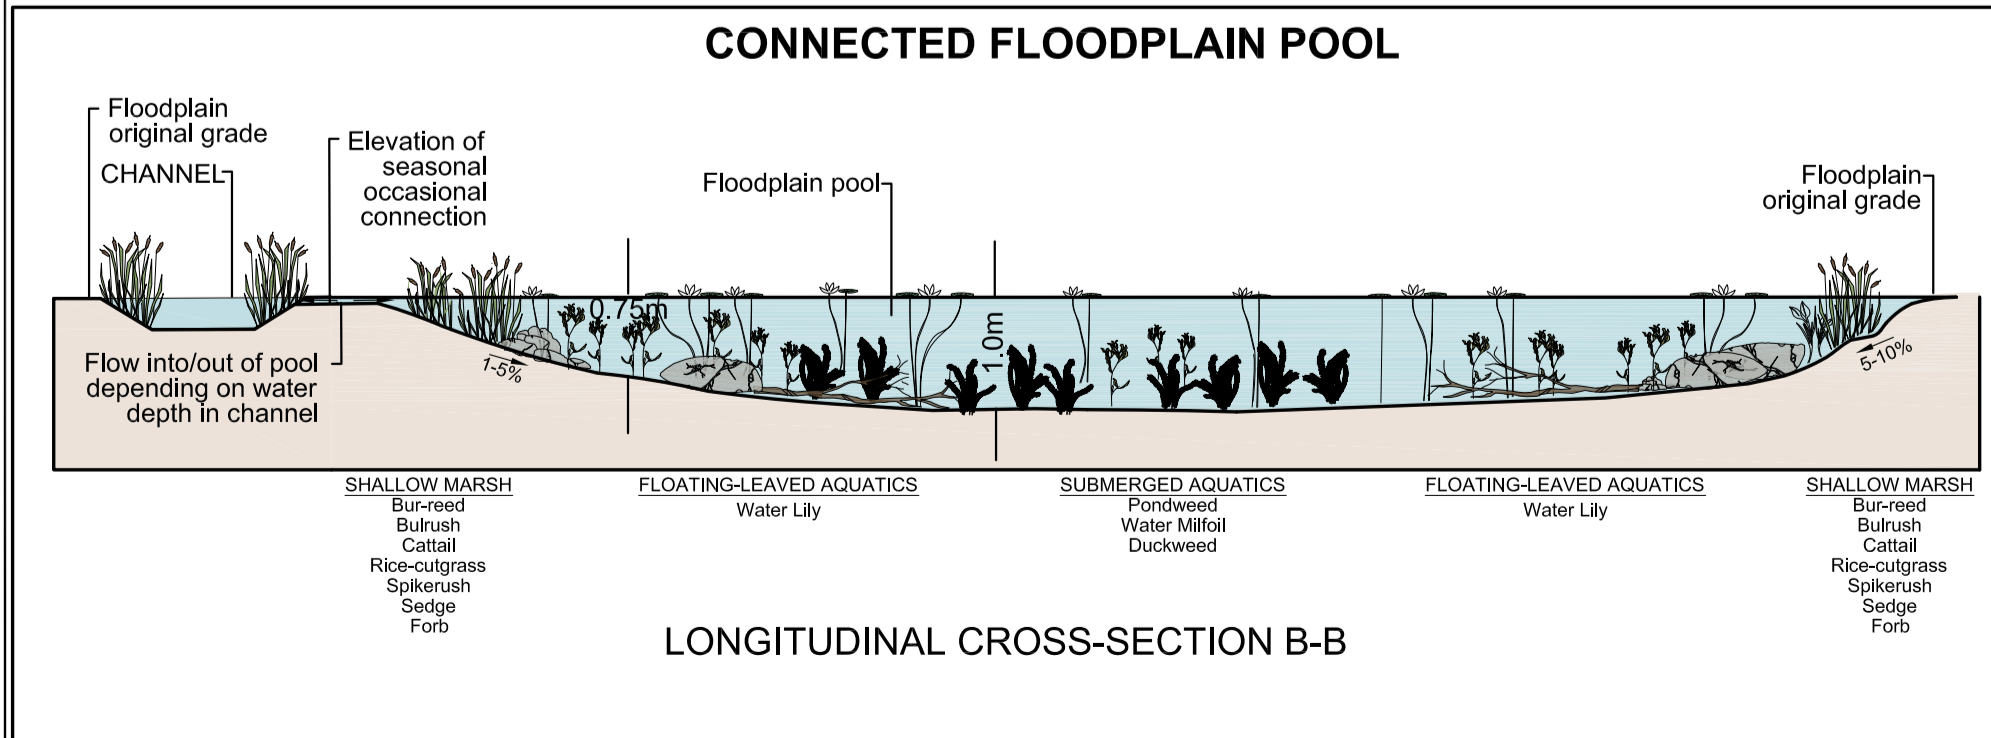 CONNECTED FLOODPLAIN POOL
Floodplain
original grade
CHANNEL
Elevation of
seasonal
occasional
connection
Floodplain pool
Floodplain
original grade
0.75m
1.0m
Flow into/out of pool
depending on water
depth in channel
1-5%
5-10%
SHALLOW MARSH
Bur-reed
Bulrush
Cattail
Rice-cutgrass
Spikerush
Sedge
Forb
FLOATING-LEAVED AQUATICS
Water Lily
SUBMERGED AQUATICS
Pondweed
Water Milfoil
Duckweed
FLOATING-LEAVED AQUATICS
Water Lily
SHALLOW MARSH
Bur-reed
Bulrush
Cattail
Rice-cutgrass
Spikerush
Sedge
Forb
LONGITUDINAL CROSS-SECTION B-B